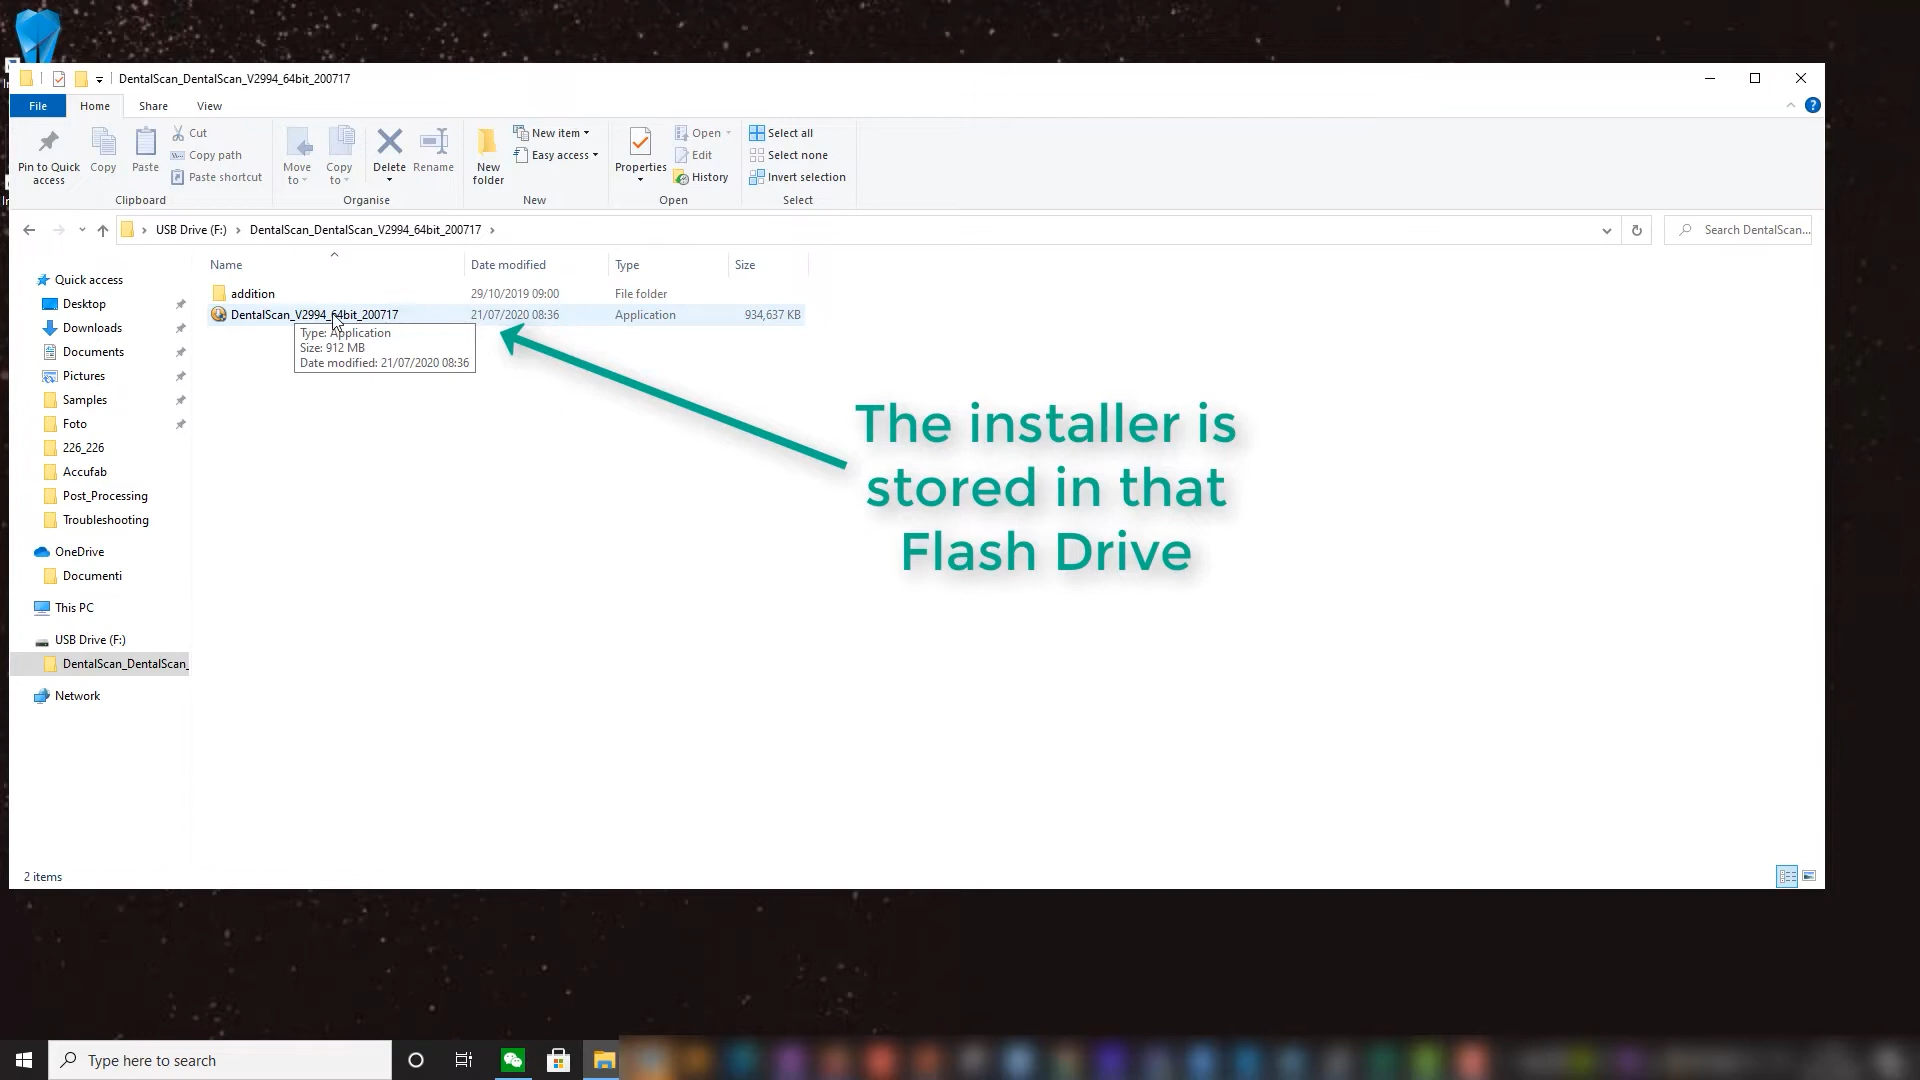 DentalScan_DentalScan_V2994_64bit_200717
File Home Share View
Pin to Quick access
Copy
Paste
Cut
Copy path
Paste shortcut
Clipboard
Move to
Copy to
Delete
Rename
Organise
New folder
New item
Easy access
New
Properties
Open
Edit
History
Open
Select all
Select none
Invert selection
Select
USB Drive (F:) DentalScan_DentalScan_V2994_64bit_200717
Search DentalScan...
Name Date modified Type Size
addition 29/10/2019 09:00 File folder
DentalScan_V2994_64bit_200717 21/07/2020 08:36 Application 934,637 KB
Type: Application
Size: 912 MB
Date modified: 21/07/2020 08:36
Quick access
Desktop
Downloads
Documents
Pictures
Samples
Foto
226_226
Accufab
Post_Processing
Troubleshooting
OneDrive
Documenti
This PC
USB Drive (F:)
DentalScan_DentalScan_
Network
The installer is
stored in that
Flash Drive
2 items
Type here to search